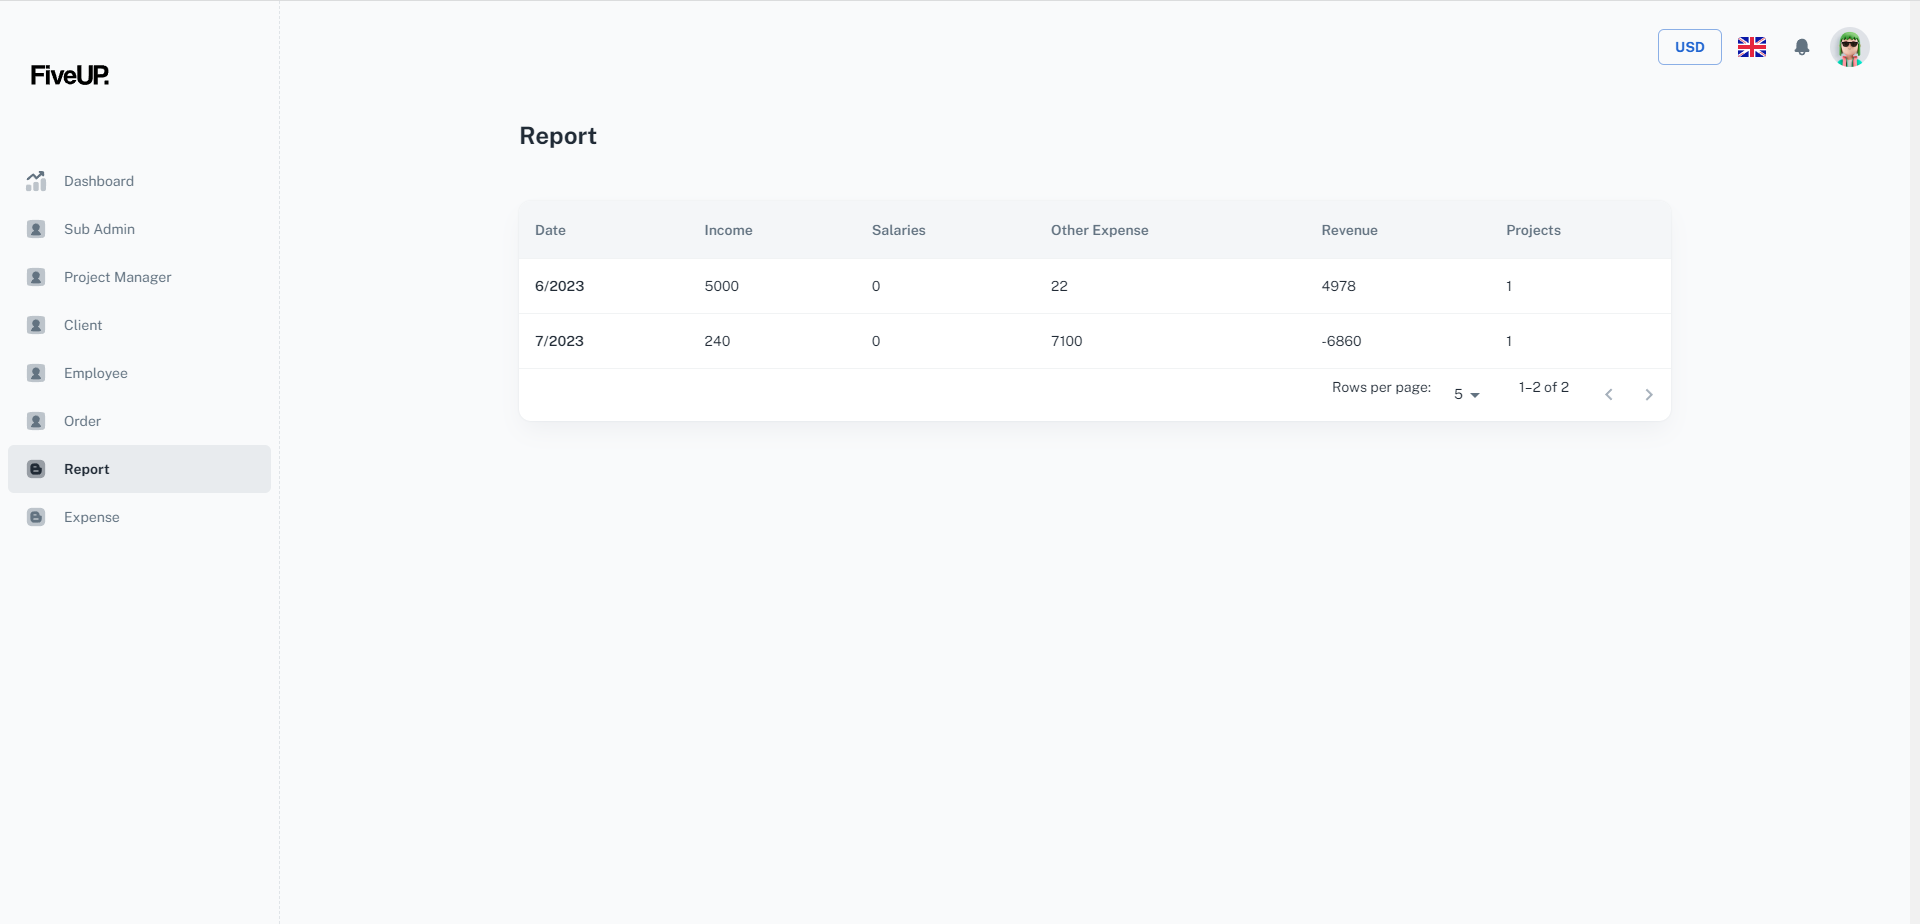 FiveUP.
Dashboard
Sub Admin
Project Manager
Client
Employee
Order
Report
Expense
USD
Report
Date Income Salaries Other Expense Revenue Projects
6/2023 5000 0 22 4978 1
7/2023 240 0 7100 -6860 1
Rows per page: 5 1–2 of 2